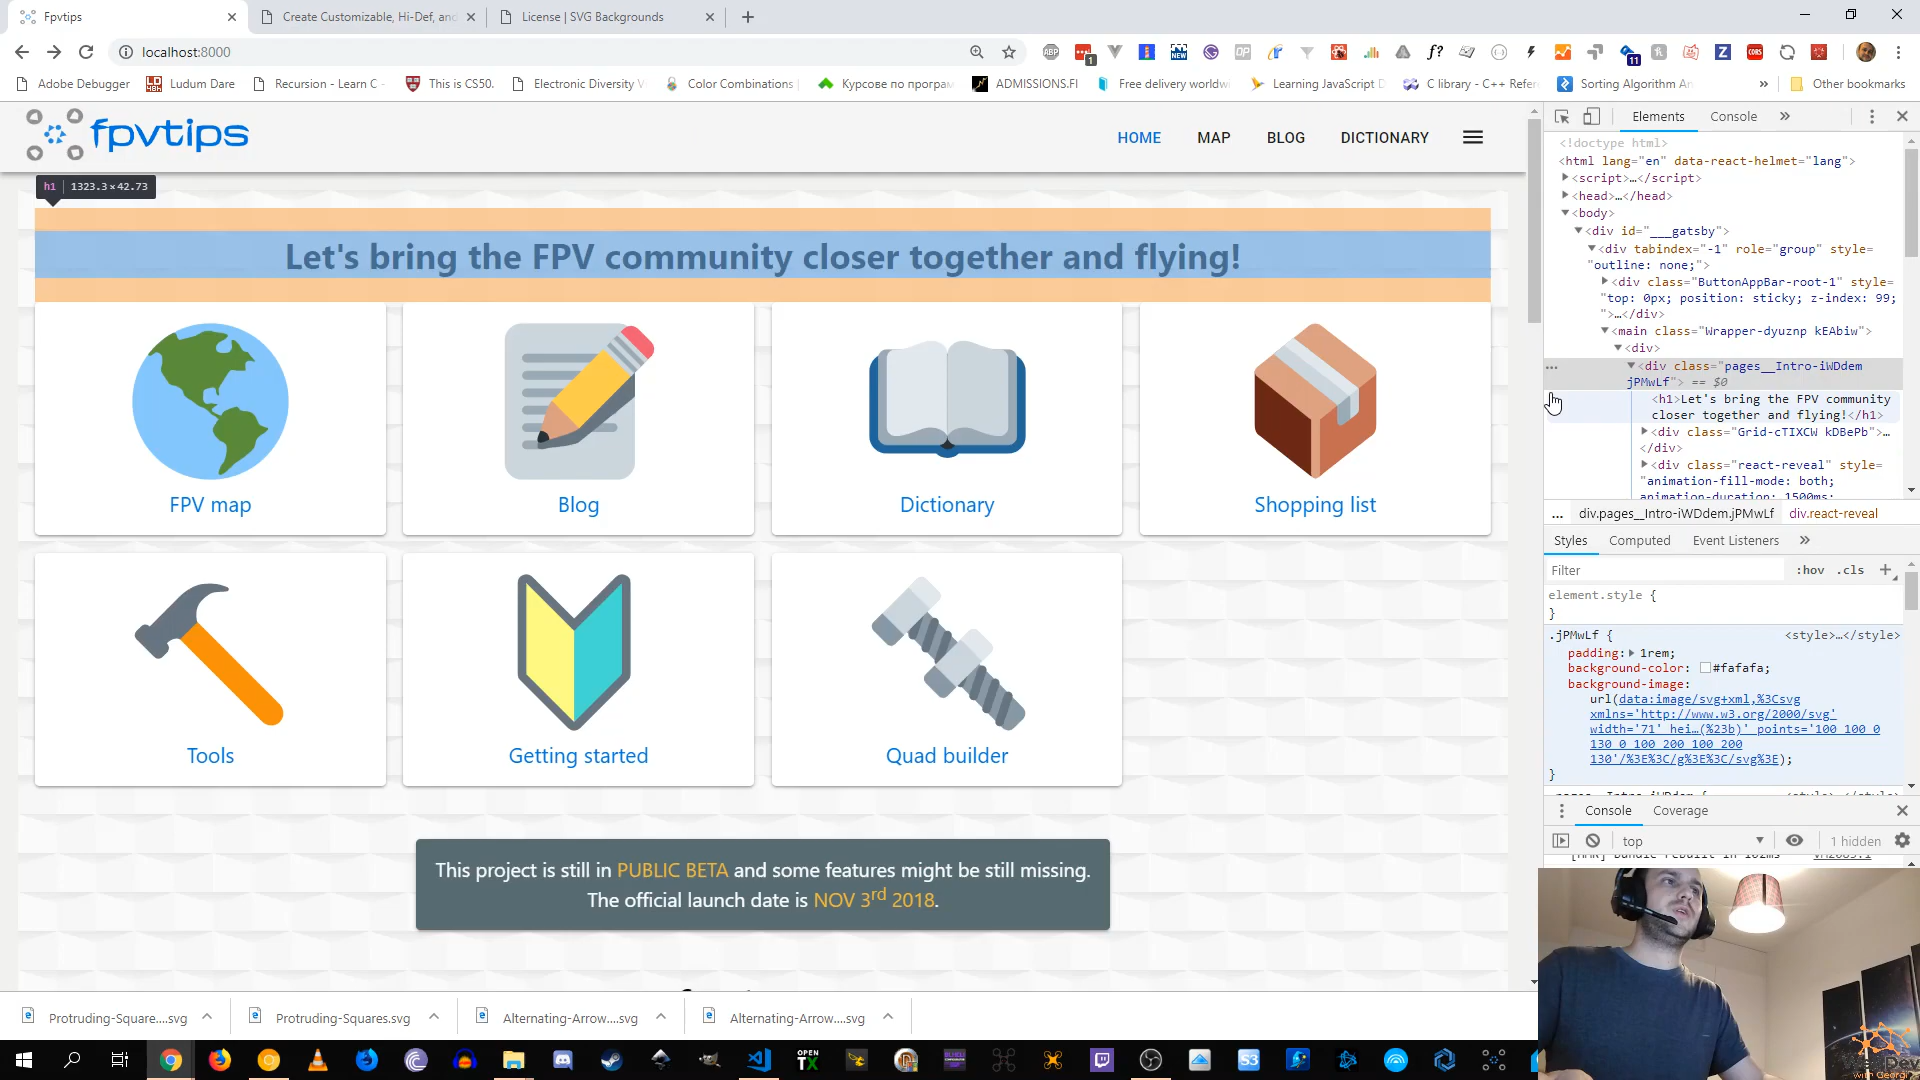 Fpvtips
Create Customizable, Hi-Def, and
License | SVG Backgrounds
localhost:8000
Adobe Debugger
Ludum Dare
Recursion - Learn C -
This is CS50.
Electronic Diversity V
Color Combinations
Курсове по програм
ADMISSIONS.FI
Free delivery worldwi
Learning JavaScript D
C library - C++ Refer
Sorting Algorithm An
Other bookmarks
fpvtips
HOME
MAP
BLOG
DICTIONARY
h1 1323.3×42.73
Let's bring the FPV community closer together and flying!
FPV map
Blog
Dictionary
Shopping list
Tools
Getting started
Quad builder
This project is still in PUBLIC BETA and some features might be still missing.
The official launch date is NOV 3rd 2018.
Elements
Console
<!doctype html>
<html lang="en" data-react-helmet="lang">
<script>…</script>
<head>…</head>
<body>
<div id="___gatsby">
<div tabindex="-1" role="group" style=
"outline: none;">
<div class="ButtonAppBar-root-1" style=
"top: 0px; position: sticky; z-index: 99;
">…</div>
<main class="Wrapper-dyuznp kEAbiw">
<div>
<div class="pages__Intro-iWDdem
jPMwLf"> == $0
<h1>Let's bring the FPV community
closer together and flying!</h1>
<div class="Grid-cTIXCW kDBePb">…
</div>
<div class="react-reveal" style=
"animation-fill-mode: both;
animation-duration: 1500ms;
... div.pages__Intro-iWDdem.jPMwLf div.react-reveal
Styles
Computed
Event Listeners
Filter
:hov .cls +
element.style {
}
.jPMwLf { <style>…</style>
padding: 1rem;
background-color: #fafafa;
background-image:
url(data:image/svg+xml,%3Csvg
xmlns='http://www.w3.org/2000/svg'
width='71' hei…(%23b)' points='100 100 0
130 0 100 200 100 200
130'/%3E%3C/g%3E%3C/svg%3E);
}
Console
Coverage
top
1 hidden
Protruding-Square....svg
Protruding-Squares.svg
Alternating-Arrow....svg
Alternating-Arrow....svg